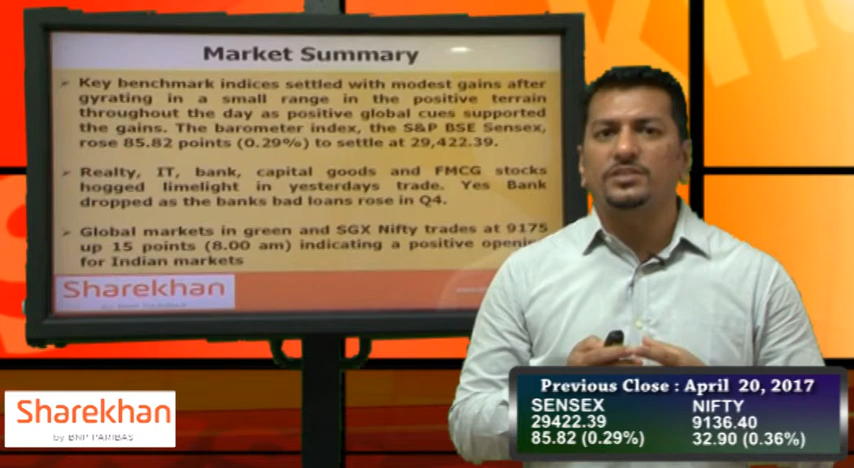 Market Summary
➢ Key benchmark indices settled with modest gains after
gyrating in a small range in the positive terrain
throughout the day as positive global cues supported
the gains. The barometer index, the S&P BSE Sensex,
rose 85.82 points (0.29%) to settle at 29,422.39.
➢ Realty, IT, bank, capital goods and FMCG stocks
hogged limelight in yesterdays trade. Yes Bank
dropped as the banks bad loans rose in Q4.
➢ Global markets in green and SGX Nifty trades at 9175
up 15 points (8.00 am) indicating a positive
for Indian markets
Sharekhan
Sharekhan
by BNP PARIBAS
Previous Close : April 20, 2017
SENSEX NIFTY
29422.39 9136.40
85.82 (0.29%) 32.90 (0.36%)